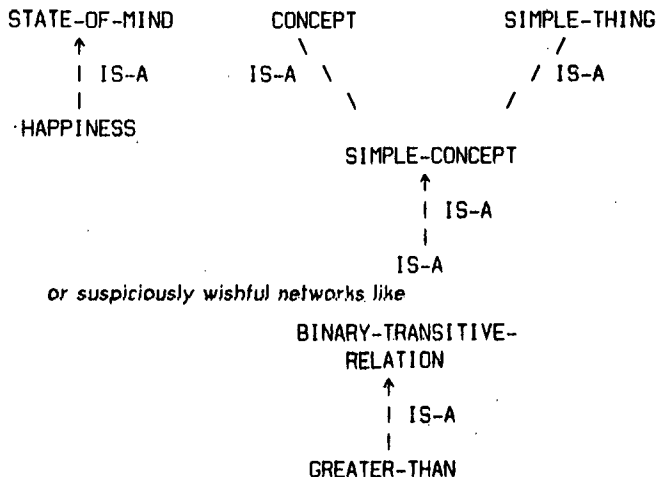 STATE-OF-MIND CONCEPT SIMPLE-THING
IS-A IS-A IS-A
HAPPINESS
SIMPLE-CONCEPT
IS-A
IS-A
or suspiciously wishful networks like
BINARY-TRANSITIVE-
RELATION
IS-A
GREATER-THAN